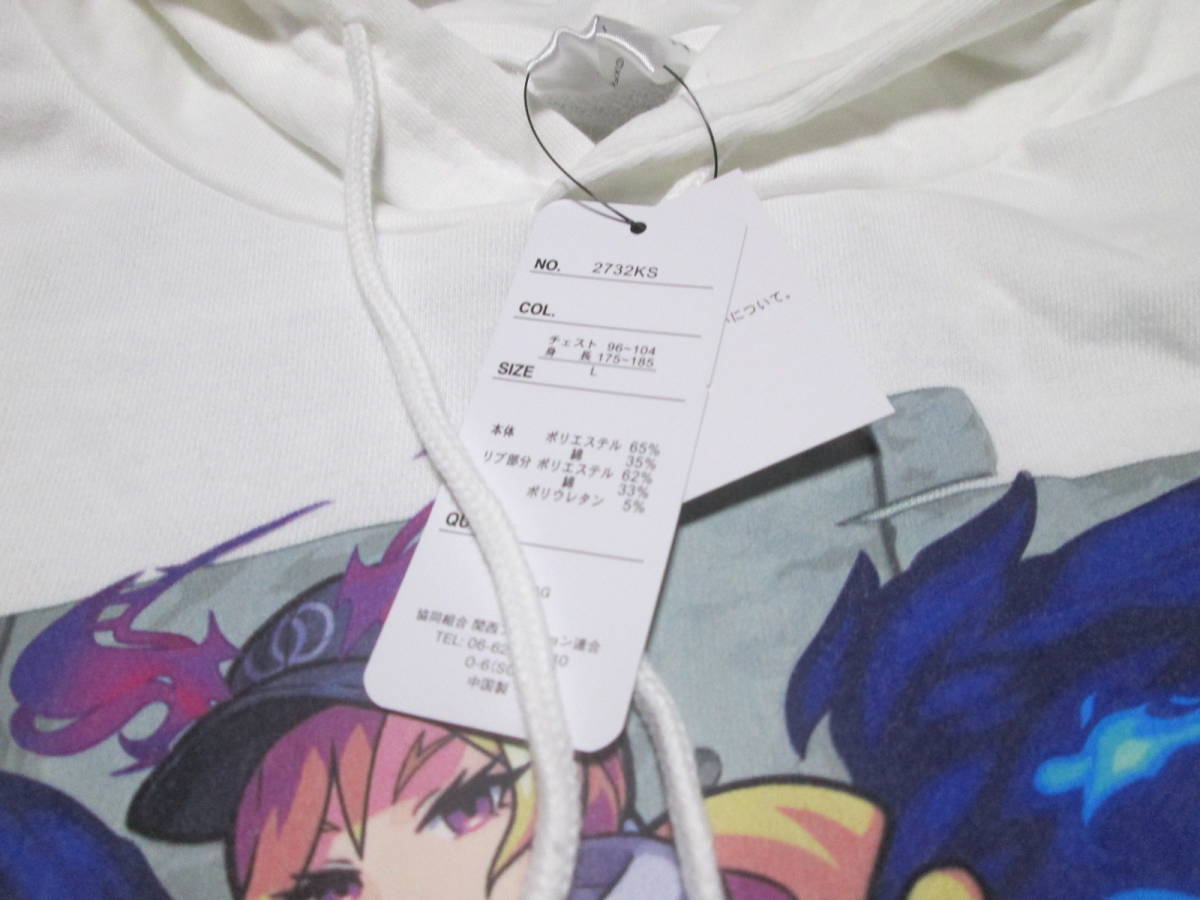 NO. 2732KS
COL.
チェスト 96~104
身 長 175~185
SIZE L
本体 ポリエステル 65%
綿 35%
リブ部分 ポリエステル 62%
綿 33%
ポリウレタン 5%
協同組合 関西 連合
TEL: 06-62
中国製
について。